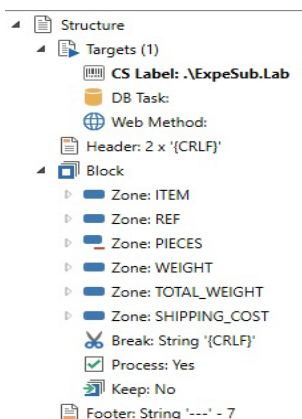 Structure
Targets (1)
CS Label: .\ExpeSub.Lab
DB Task:
Web Method:
Header: 2 x '{CRLF}'
Block
Zone: ITEM
Zone: REF
Zone: PIECES
Zone: WEIGHT
Zone: TOTAL_WEIGHT
Zone: SHIPPING_COST
Break: String '{CRLF}'
Process: Yes
Keep: No
Footer: String '---' - 7